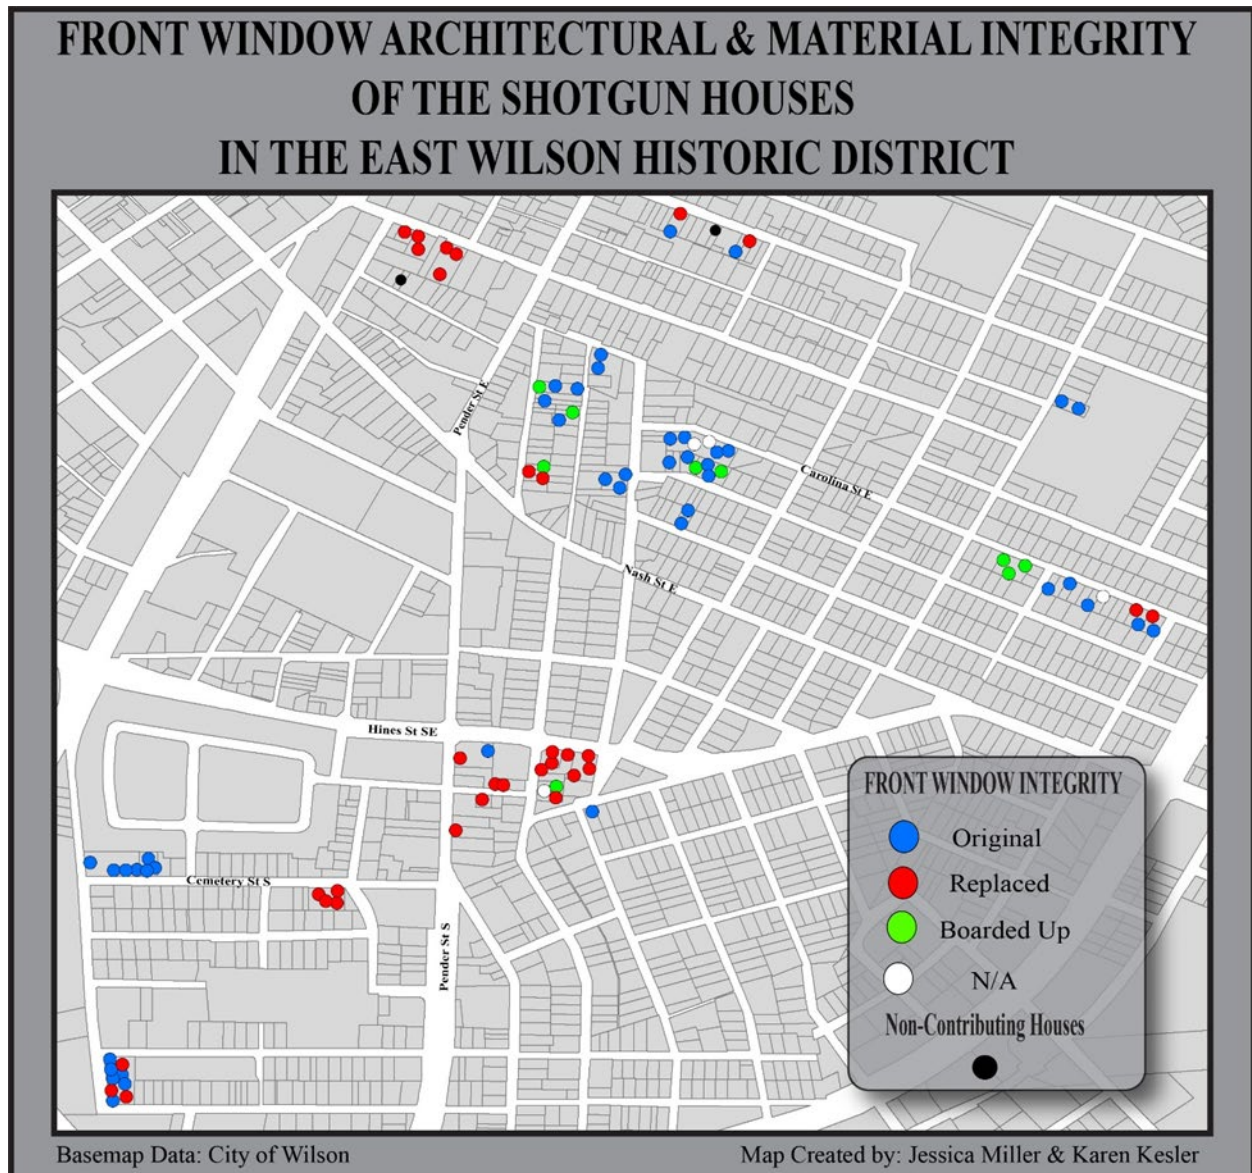 FRONT WINDOW ARCHITECTURAL & MATERIAL INTEGRITY
OF THE SHOTGUN HOUSES
IN THE EAST WILSON HISTORIC DISTRICT
Pender St E
Carolina St E
Nash St E
Hines St SE
Cemetery St S
Pender St S
FRONT WINDOW INTEGRITY
Original
Replaced
Boarded Up
N/A
Non-Contributing Houses
Basemap Data: City of Wilson
Map Created by: Jessica Miller & Karen Kesler